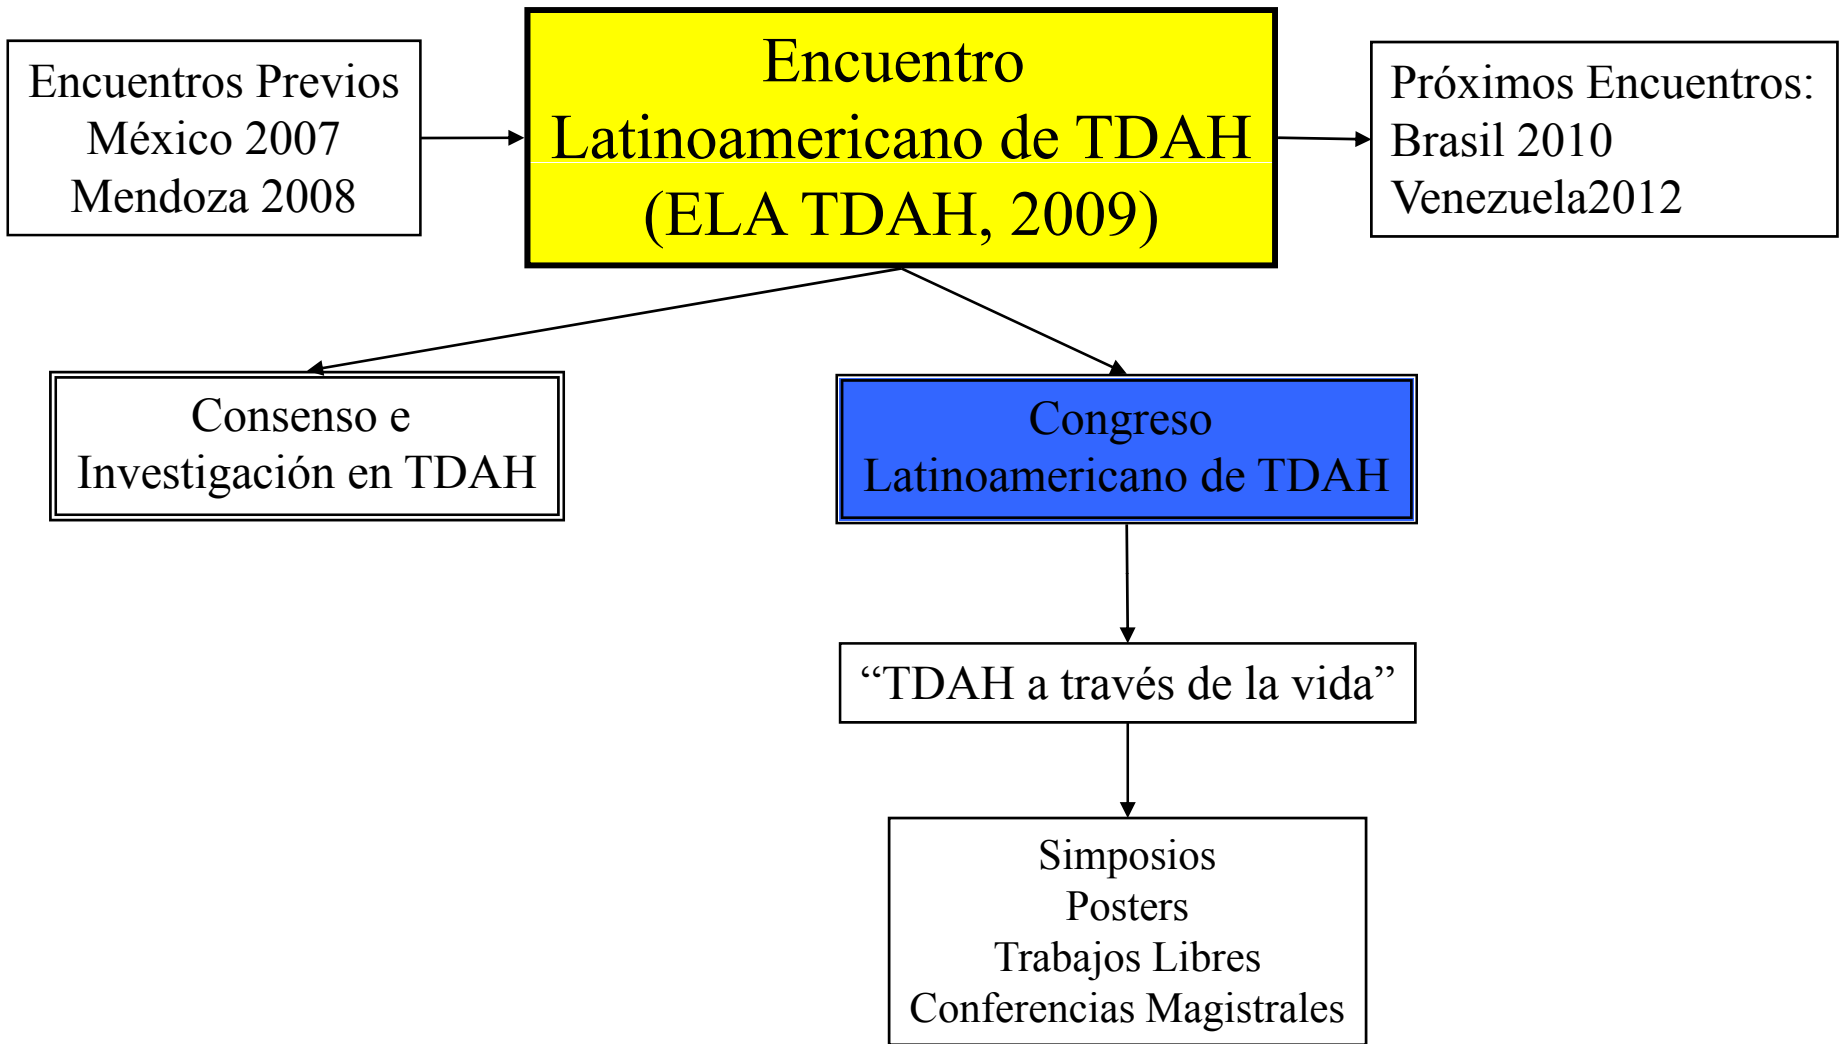 Encuentros Previos
México 2007
Mendoza 2008
Encuentro
Latinoamericano de TDAH
(ELA TDAH, 2009)
Próximos Encuentros:
Brasil 2010
Venezuela2012
Consenso e
Investigación en TDAH
Congreso
Latinoamericano de TDAH
“TDAH a través de la vida”
Simposios
Posters
Trabajos Libres
Conferencias Magistrales